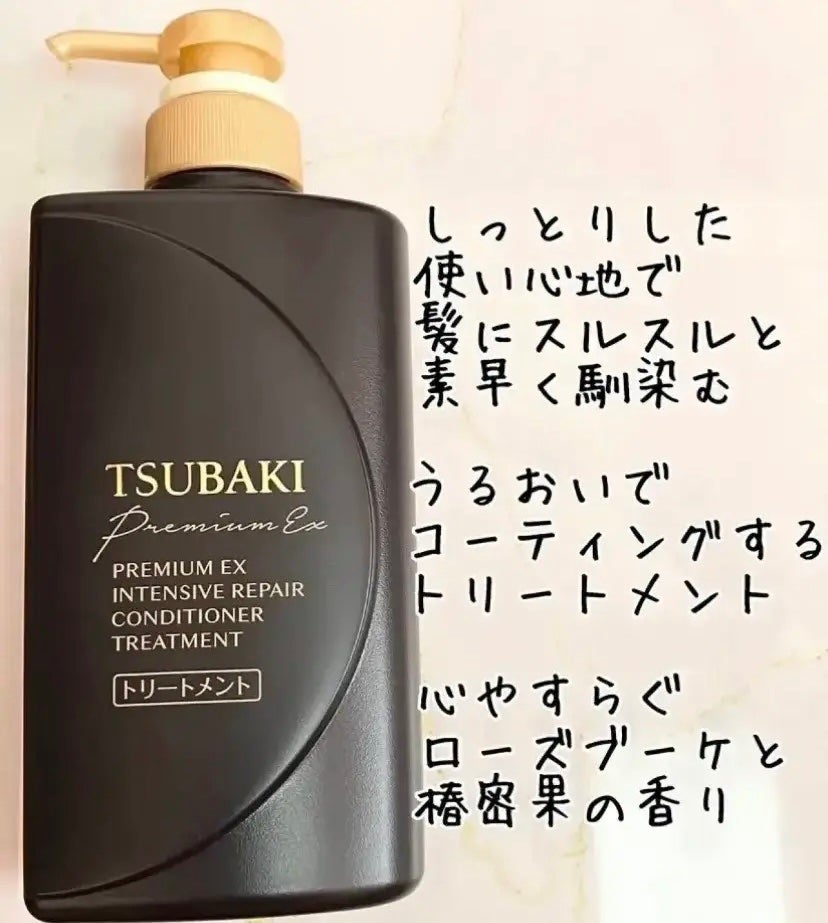 TSUBAKI
Premium Ex
PREMIUM EX
INTENSIVE REPAIR
CONDITIONER
TREATMENT
トリートメント
しっとりした
使い心地で
髪にスルスルと
素早く馴染む
うるおいで
コーティングする
トリートメント
心やすらぐ
ローズブーケと
椿密果の香り